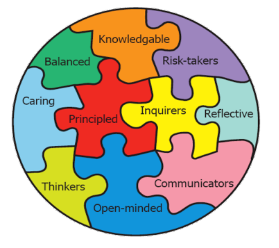 Knowledgable
Balanced
Risk-takers
Caring
Principled
Inquirers
Reflective
Thinkers
Communicators
Open-minded